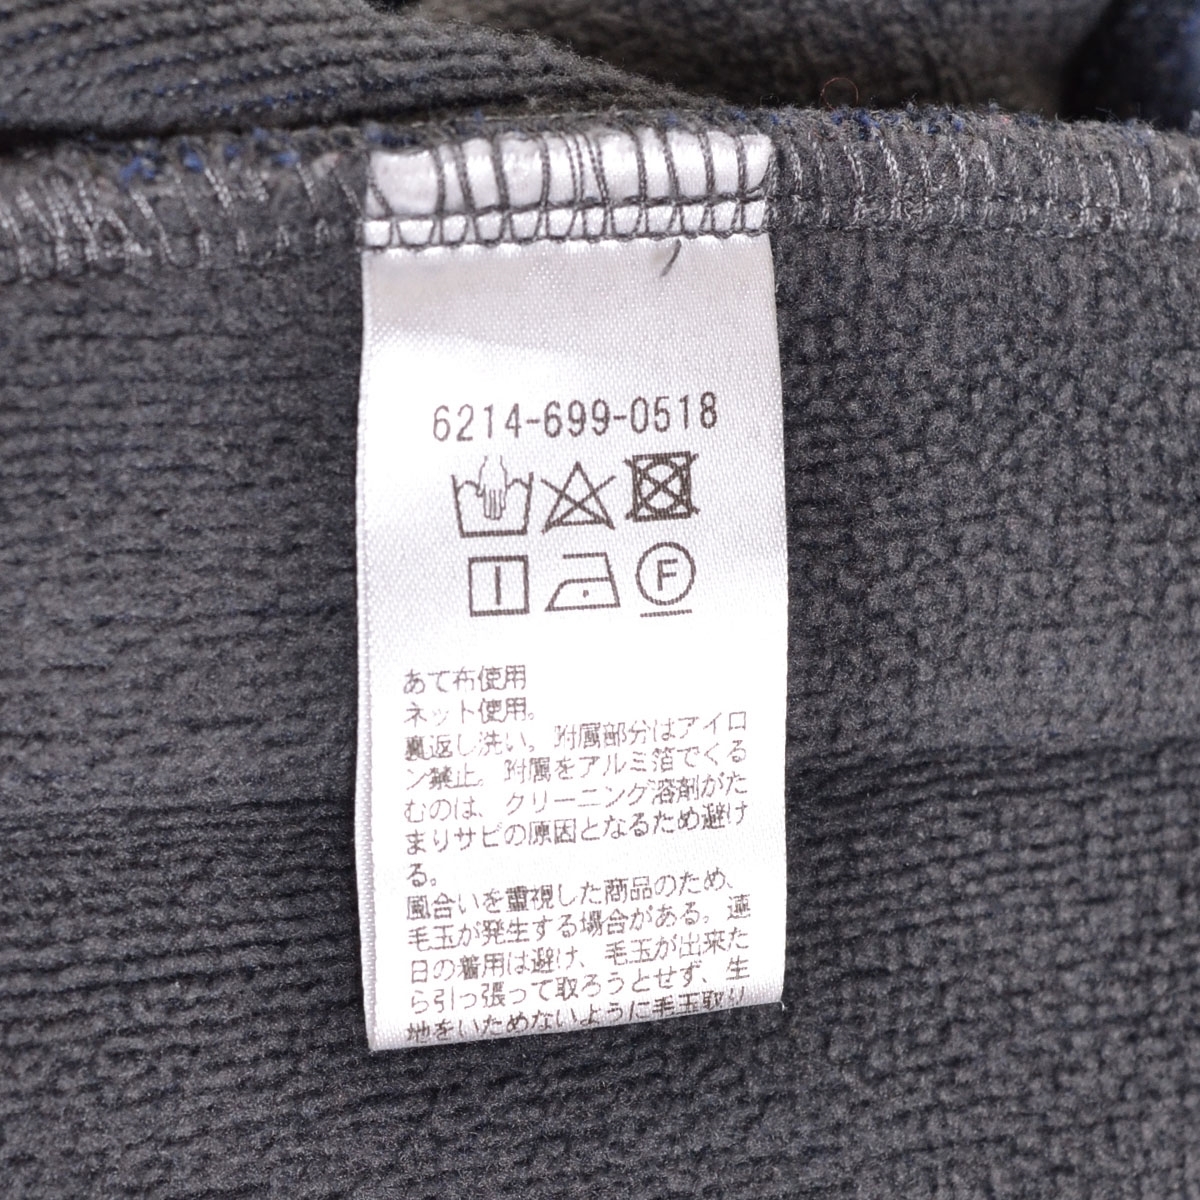 6214-699-0518
F
あて布使用
ネット使用。
裏返し洗い。附属部分はアイロ
ン禁止。附属をアルミ箔でくる
むのは、クリーニング溶剤がた
まりサビの原因となるため避け
る。
風合いを重視した商品のため、
毛玉が発生する場合がある。連
日の着用は避け、毛玉が出来た
ら引っ張って取ろうとせず、生
地をいためないように毛玉取り